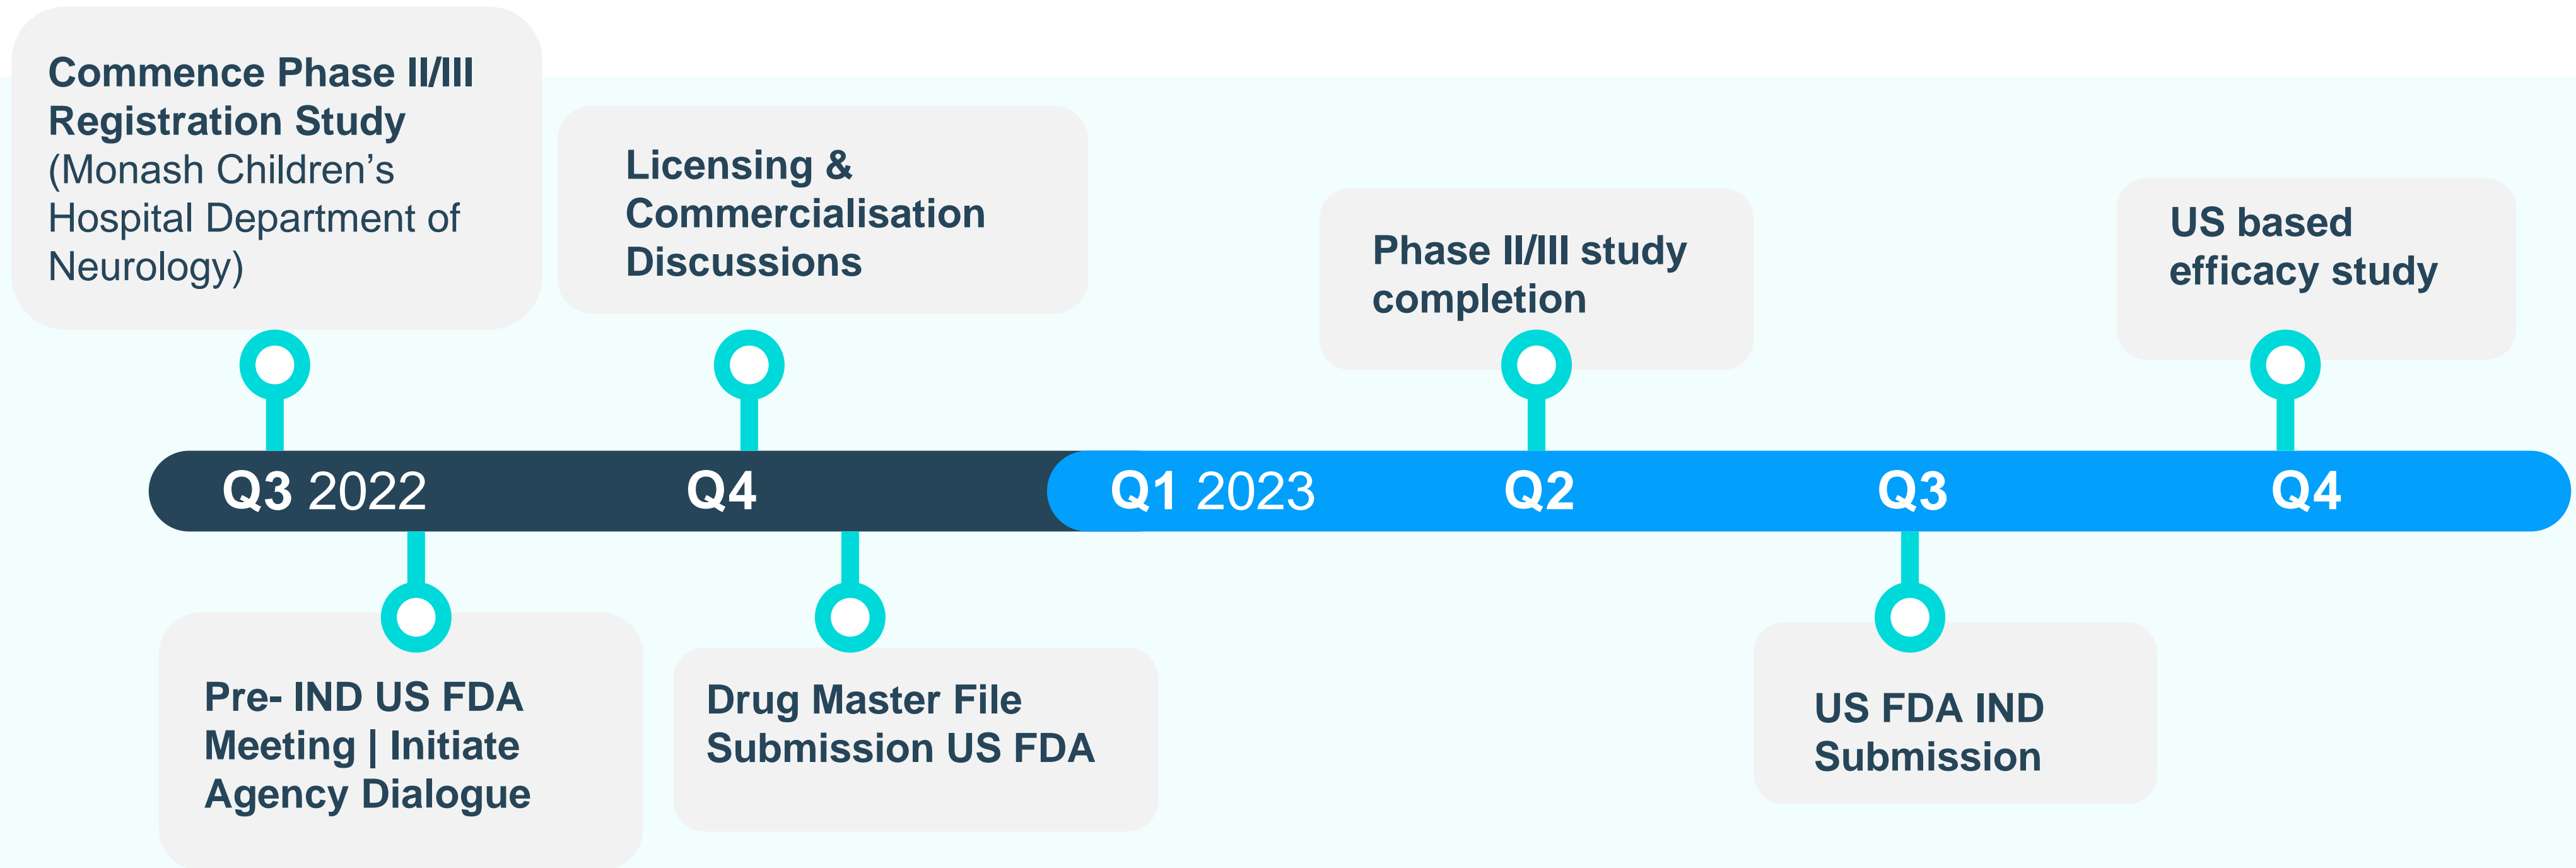 Commence Phase II/III
Registration Study
(Monash Children’s
Hospital Department of
Neurology)
Licensing &
Commercialisation
Discussions
Phase II/III study
completion
US based
efficacy study
Q3 2022
Q4
Q1 2023
Q2
Q3
Q4
Pre- IND US FDA
Meeting | Initiate
Agency Dialogue
Drug Master File
Submission US FDA
US FDA IND
Submission